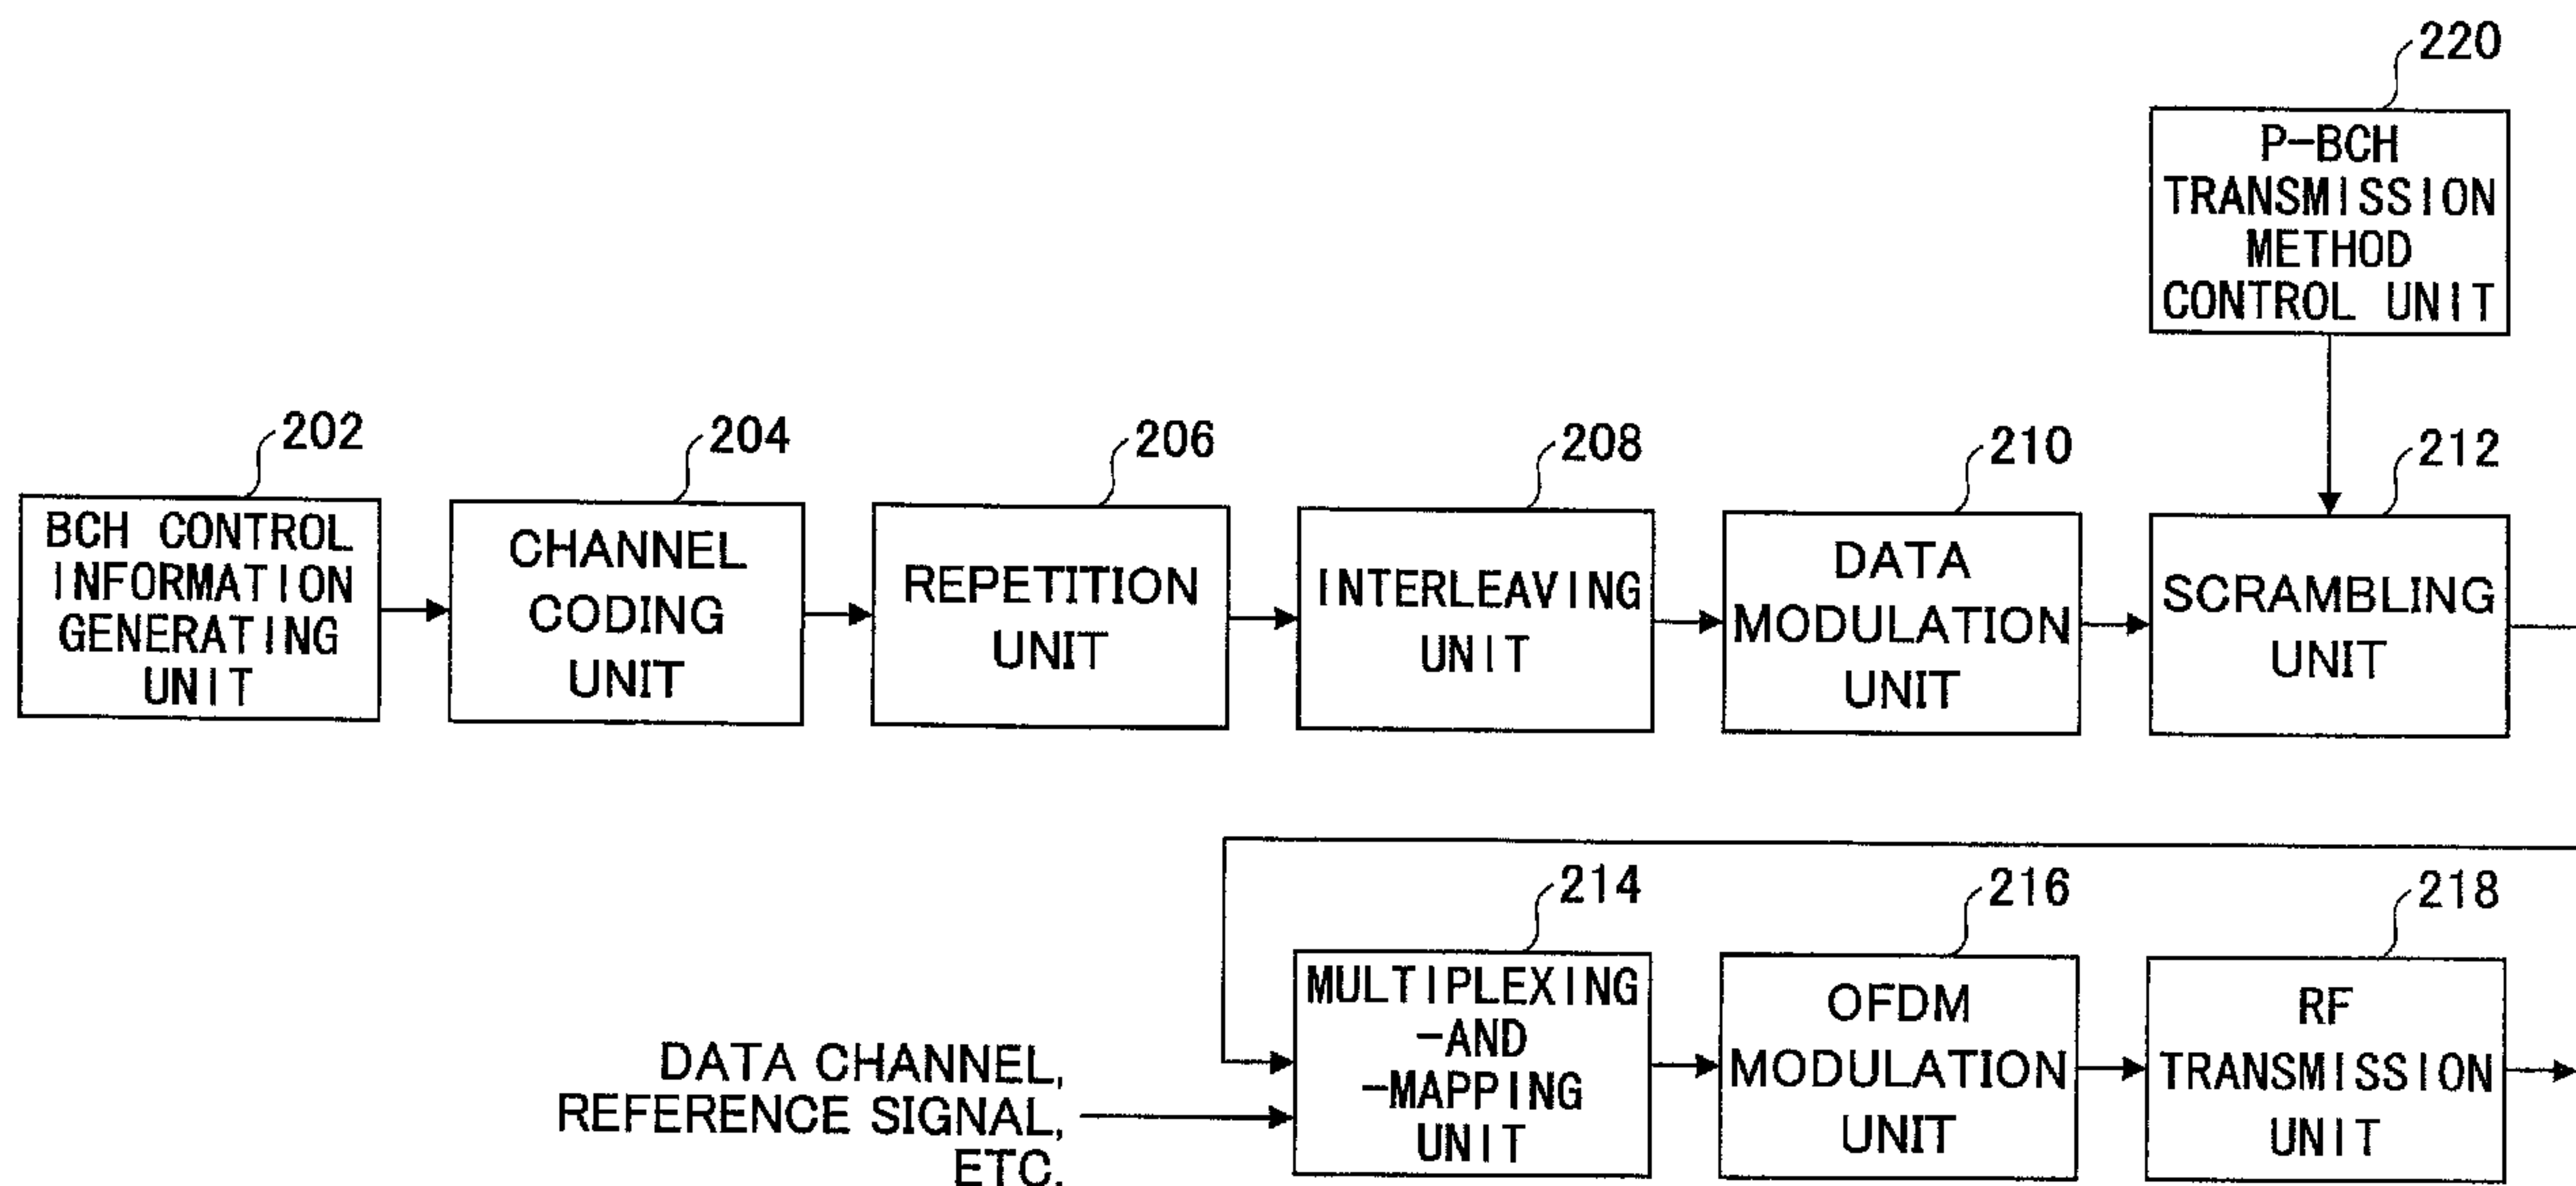 220
P-BCH
TRANSMISSION
METHOD
CONTROL UNIT
202
204
206
208
210
212
BCH CONTROL
INFORMATION
GENERATING
UNIT
CHANNEL
CODING
UNIT
REPETITION
UNIT
INTERLEAVING
UNIT
DATA
MODULATION
UNIT
SCRAMBLING
UNIT
214
216
218
DATA CHANNEL,
REFERENCE SIGNAL,
ETC.
MULTIPLEXING
-AND
-MAPPING
UNIT
OFDM
MODULATION
UNIT
RF
TRANSMISSION
UNIT